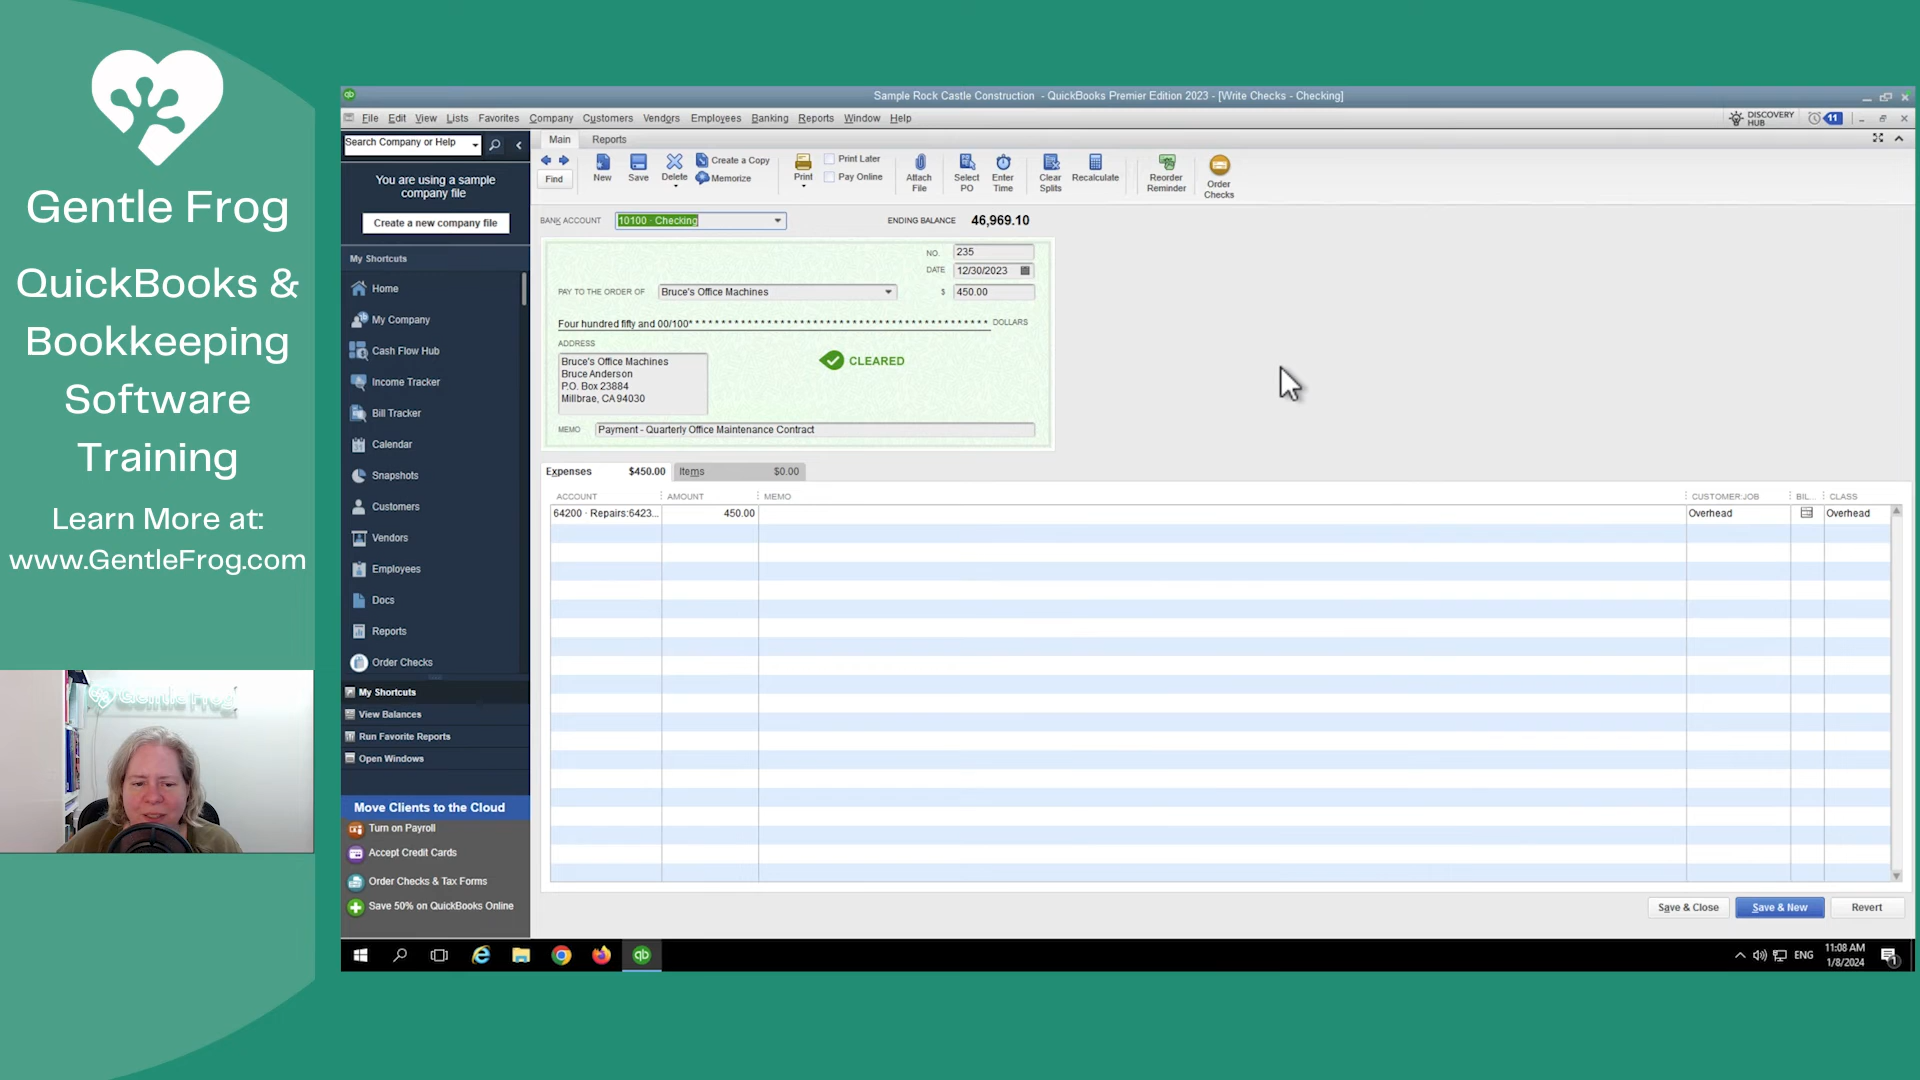 Gentle Frog
QuickBooks &
Bookkeeping
Software
Training
Learn More at:
www.GentleFrog.com
Gentle Frog
Sample Rock Castle Construction - QuickBooks Premier Edition 2023 - [Write Checks - Checking]
File Edit View Lists Favorites Company Customers Vendors Employees Banking Reports Window Help
DISCOVERY HUB
11
Search Company or Help
You are using a sample
company file
Create a new company file
My Shortcuts
Home
My Company
Cash Flow Hub
Income Tracker
Bill Tracker
Calendar
Snapshots
Customers
Vendors
Employees
Docs
Reports
Order Checks
My Shortcuts
View Balances
Run Favorite Reports
Open Windows
Move Clients to the Cloud
Turn on Payroll
Accept Credit Cards
Order Checks & Tax Forms
Save 50% on QuickBooks Online
Main Reports
Find
New
Save
Delete
Create a Copy
Memorize
Print
Print Later
Pay Online
Attach File
Select PO
Enter Time
Clear Splits
Recalculate
Reorder Reminder
Order Checks
BANK ACCOUNT 10100 · Checking ENDING BALANCE 46,969.10
NO. 235
DATE 12/30/2023
PAY TO THE ORDER OF Bruce's Office Machines $ 450.00
Four hundred fifty and 00/100* * * * * * * * * * * * * * * * * * * * * * * * * * * * * * * * * * * * * * * * * * * DOLLARS
ADDRESS
Bruce's Office Machines
Bruce Anderson
P.O. Box 23884
Millbrae, CA 94030
CLEARED
MEMO Payment - Quarterly Office Maintenance Contract
Expenses $450.00 Items $0.00
ACCOUNT AMOUNT MEMO CUSTOMER:JOB BIL... CLASS
64200 · Repairs:6423... 450.00 Overhead Overhead
Save & Close Save & New Revert
qb
ENG
11:08 AM
1/8/2024
1